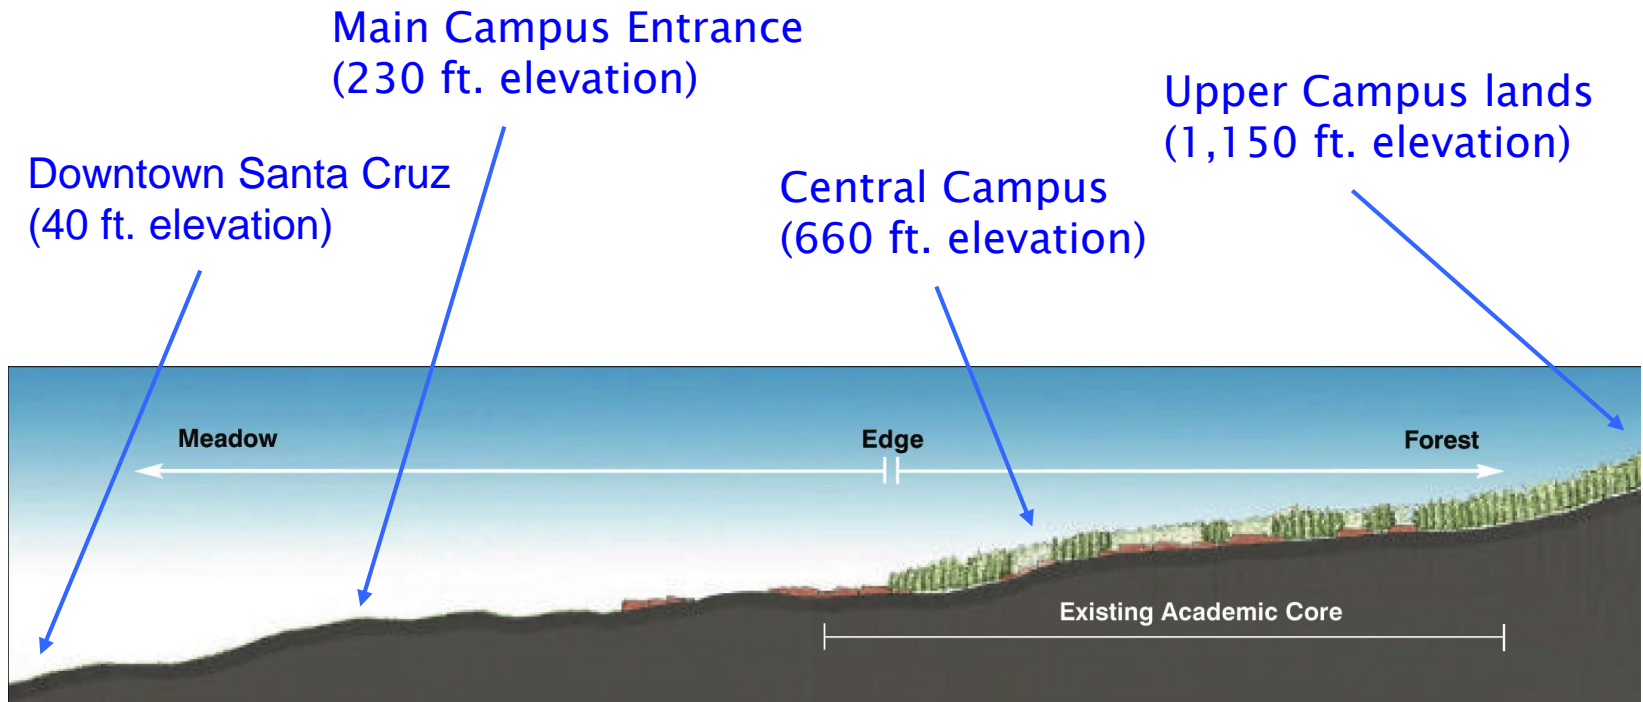 Main Campus Entrance
(230 ft. elevation)
Upper Campus lands
(1,150 ft. elevation)
Downtown Santa Cruz
(40 ft. elevation)
Central Campus
(660 ft. elevation)
Meadow
Edge
Forest
Existing Academic Core